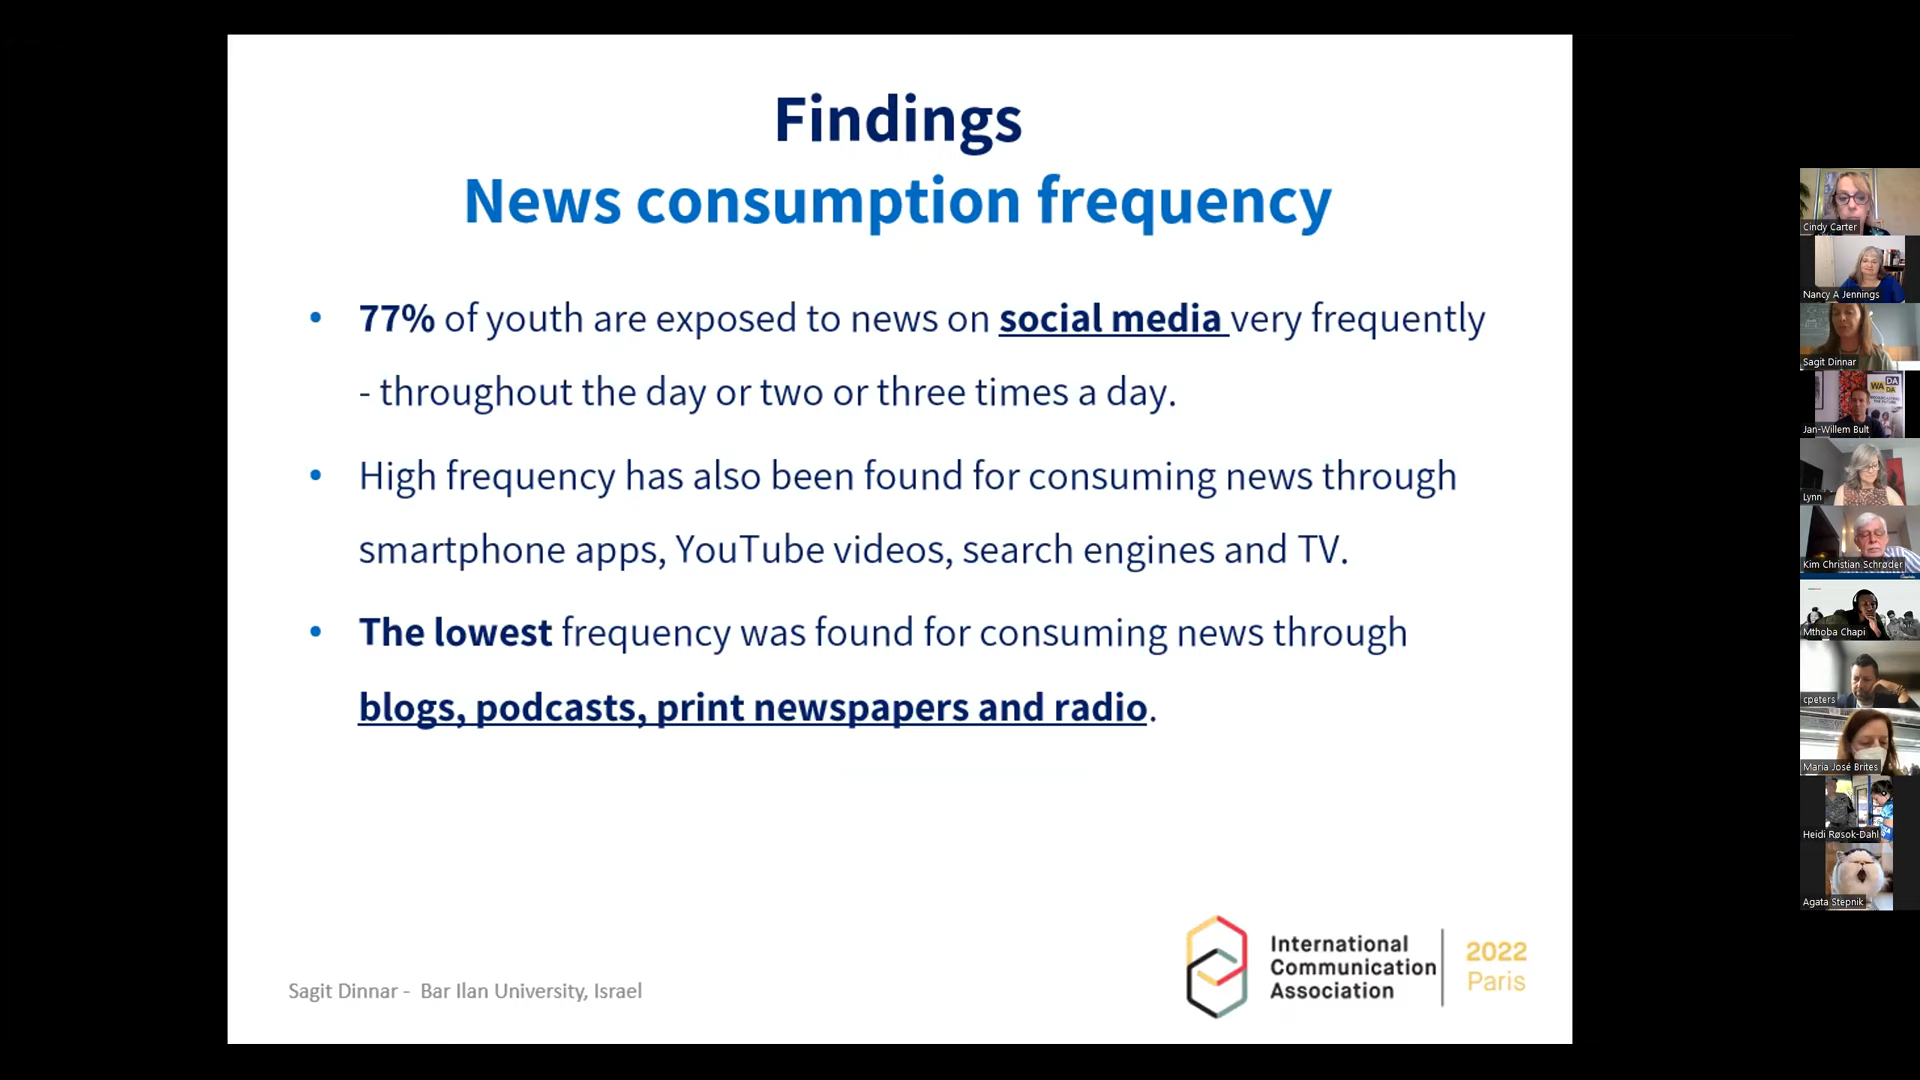 Findings
News consumption frequency
• 77% of youth are exposed to news on social media very frequently
- throughout the day or two or three times a day.
• High frequency has also been found for consuming news through
smartphone apps, YouTube videos, search engines and TV.
• The lowest frequency was found for consuming news through
blogs, podcasts, print newspapers and radio.
Sagit Dinnar - Bar Ilan University, Israel
International
Communication
Association
2022
Paris
Cindy Carter
Nancy A Jennings
Sagit Dinnar
WA
DA
DA
Jan-Willem Bult
Lynn
Kim Christian Schrøder
Mthoba Chapi
cpeters
Maria José Brites
Heidi Røsok-Dahl
Agata Stepnik